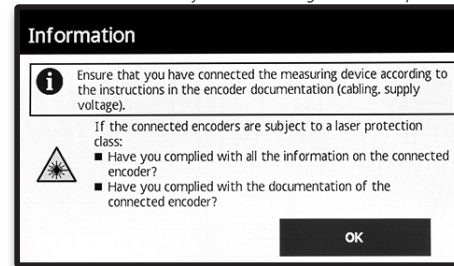 Information
Ensure that you have connected the measuring device according to
the instructions in the encoder documentation (cabling, supply
voltage).
If the connected encoders are subject to a laser protection
class:
■ Have you complied with all the information on the connected
encoder?
■ Have you complied with the documentation of the
connected encoder?
OK